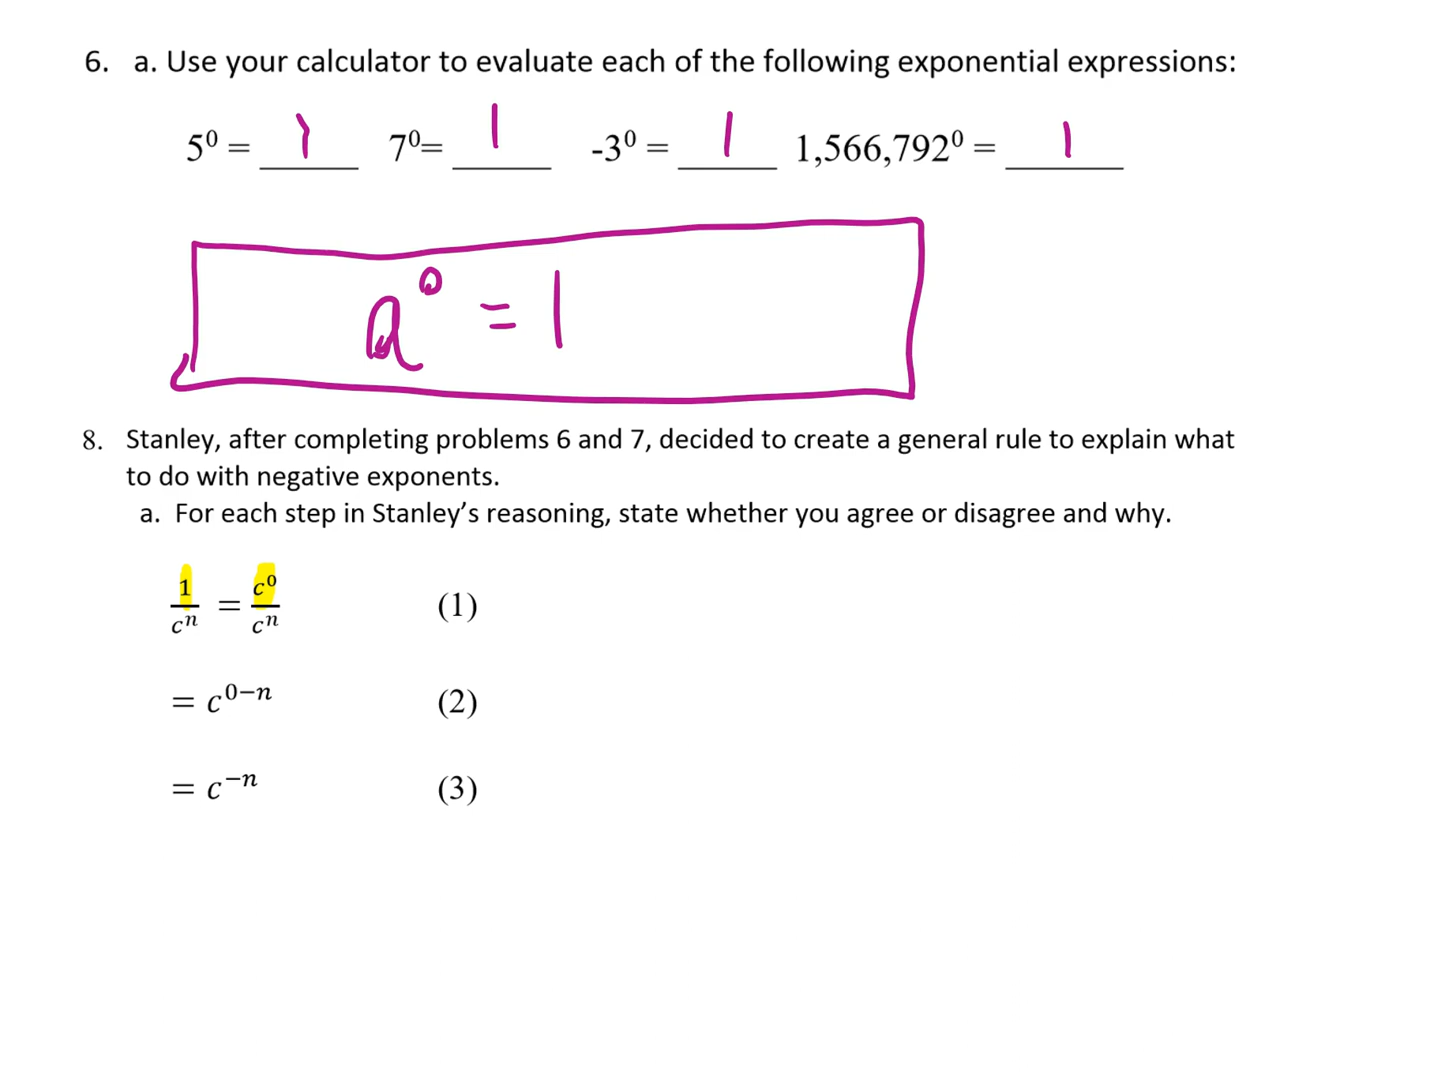 6. a. Use your calculator to evaluate each of the following exponential expressions:
5⁰ = 1 7⁰= 1 -3⁰ = 1 1,566,792⁰ = 1
a⁰ = 1
8. Stanley, after completing problems 6 and 7, decided to create a general rule to explain what
to do with negative exponents.
a. For each step in Stanley’s reasoning, state whether you agree or disagree and why.
1/cⁿ = c⁰/cⁿ (1)
= c⁰⁻ⁿ (2)
= c⁻ⁿ (3)